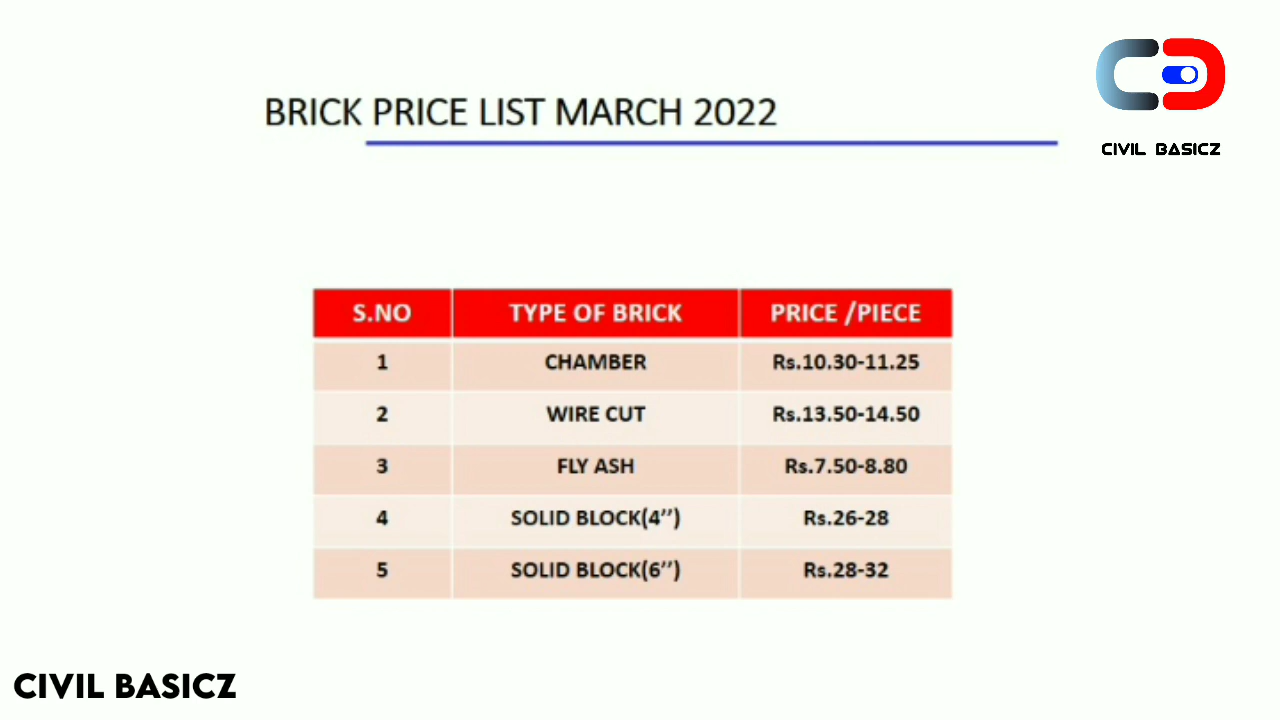 BRICK PRICE LIST MARCH 2022
CIVIL BASICZ
S.NO TYPE OF BRICK PRICE /PIECE
1 CHAMBER Rs.10.30-11.25
2 WIRE CUT Rs.13.50-14.50
3 FLY ASH Rs.7.50-8.80
4 SOLID BLOCK(4’’) Rs.26-28
5 SOLID BLOCK(6’’) Rs.28-32
CIVIL BASICZ